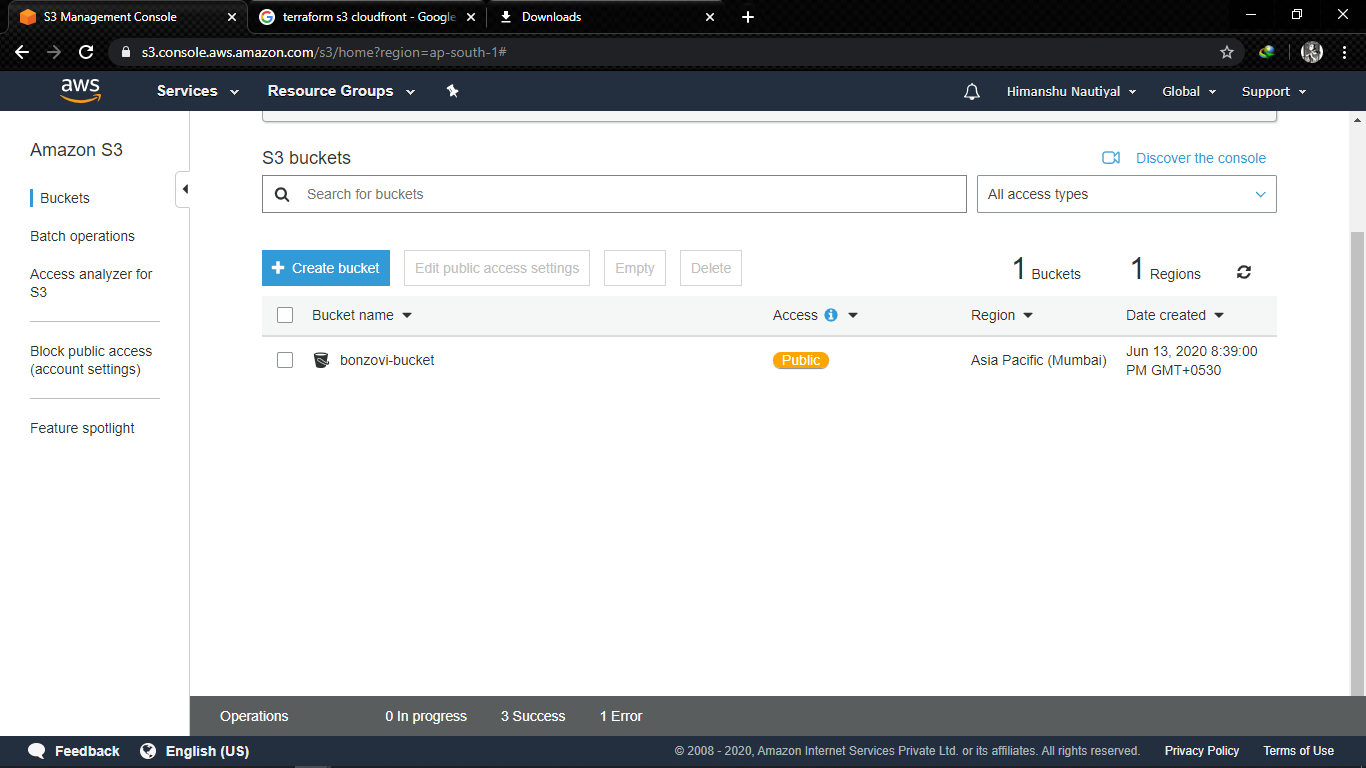 S3 Management Console
terraform s3 cloudfront - Google
Downloads
s3.console.aws.amazon.com/s3/home?region=ap-south-1#
aws
Services
Resource Groups
Himanshu Nautiyal
Global
Support
Amazon S3
Buckets
Batch operations
Access analyzer for
S3
Block public access
(account settings)
Feature spotlight
S3 buckets
Discover the console
Search for buckets
All access types
Create bucket
Edit public access settings
Empty
Delete
1 Buckets
1 Regions
Bucket name
Access
Region
Date created
bonzovi-bucket
Public
Asia Pacific (Mumbai)
Jun 13, 2020 8:39:00
PM GMT+0530
Operations
0 In progress
3 Success
1 Error
Feedback
English (US)
© 2008 - 2020, Amazon Internet Services Private Ltd. or its affiliates. All rights reserved.
Privacy Policy
Terms of Use